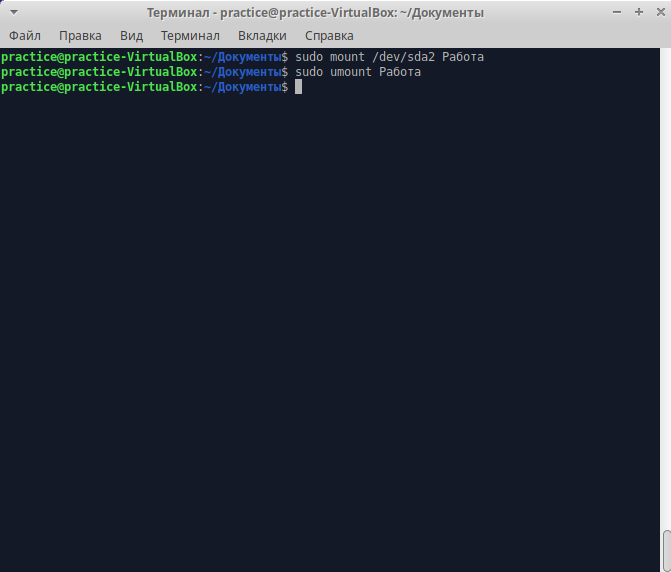 Терминал - practice@practice-VirtualBox: ~/Документы
Файл Правка Вид Терминал Вкладки Справка
practice@practice-VirtualBox:~/Документы$ sudo mount /dev/sda2 Работа
practice@practice-VirtualBox:~/Документы$ sudo umount Работа
practice@practice-VirtualBox:~/Документы$